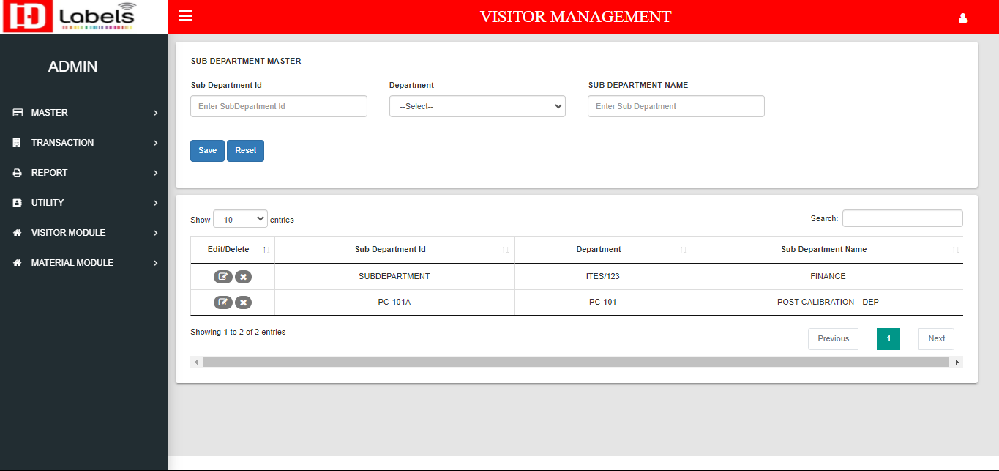 HD Labels
VISITOR MANAGEMENT
ADMIN
MASTER
TRANSACTION
REPORT
UTILITY
VISITOR MODULE
MATERIAL MODULE
SUB DEPARTMENT MASTER
Sub Department Id Department SUB DEPARTMENT NAME
Enter SubDepartment Id --Select-- Enter Sub Department
Save Reset
Show 10 entries Search:
Edit/Delete Sub Department Id Department Sub Department Name
SUBDEPARTMENT ITES/123 FINANCE
PC-101A PC-101 POST CALIBRATION---DEP
Showing 1 to 2 of 2 entries
Previous 1 Next